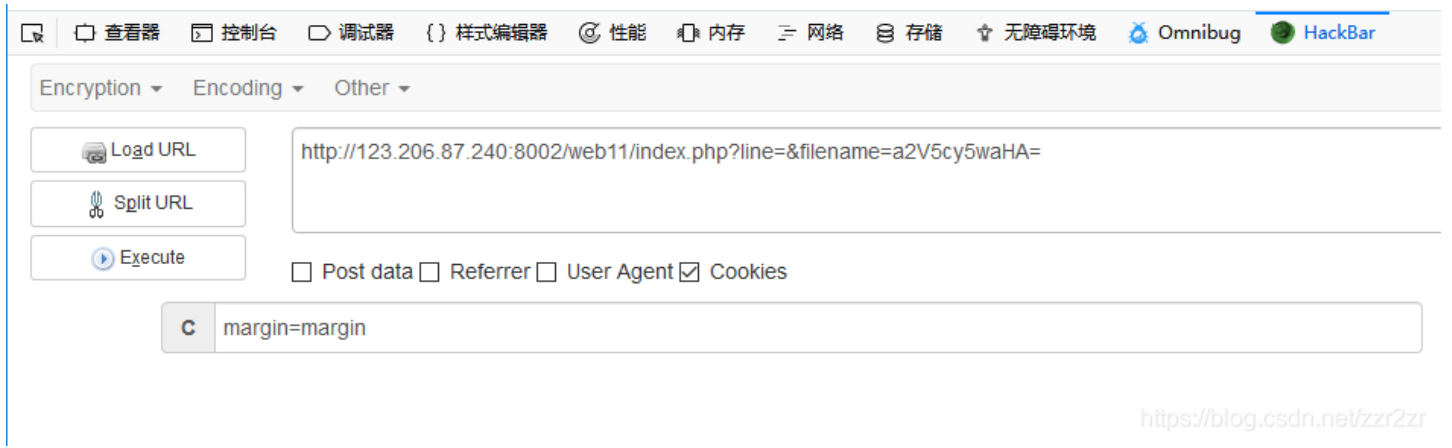 查看器 控制台 调试器 {} 样式编辑器 性能 内存 网络 存储 无障碍环境 Omnibug HackBar
Encryption Encoding Other
Load URL
http://123.206.87.240:8002/web11/index.php?line=&filename=a2V5cy5waHA=
Split URL
Execute
Post data Referrer User Agent Cookies
C margin=margin
https://blog.csdn.net/zzr2zr